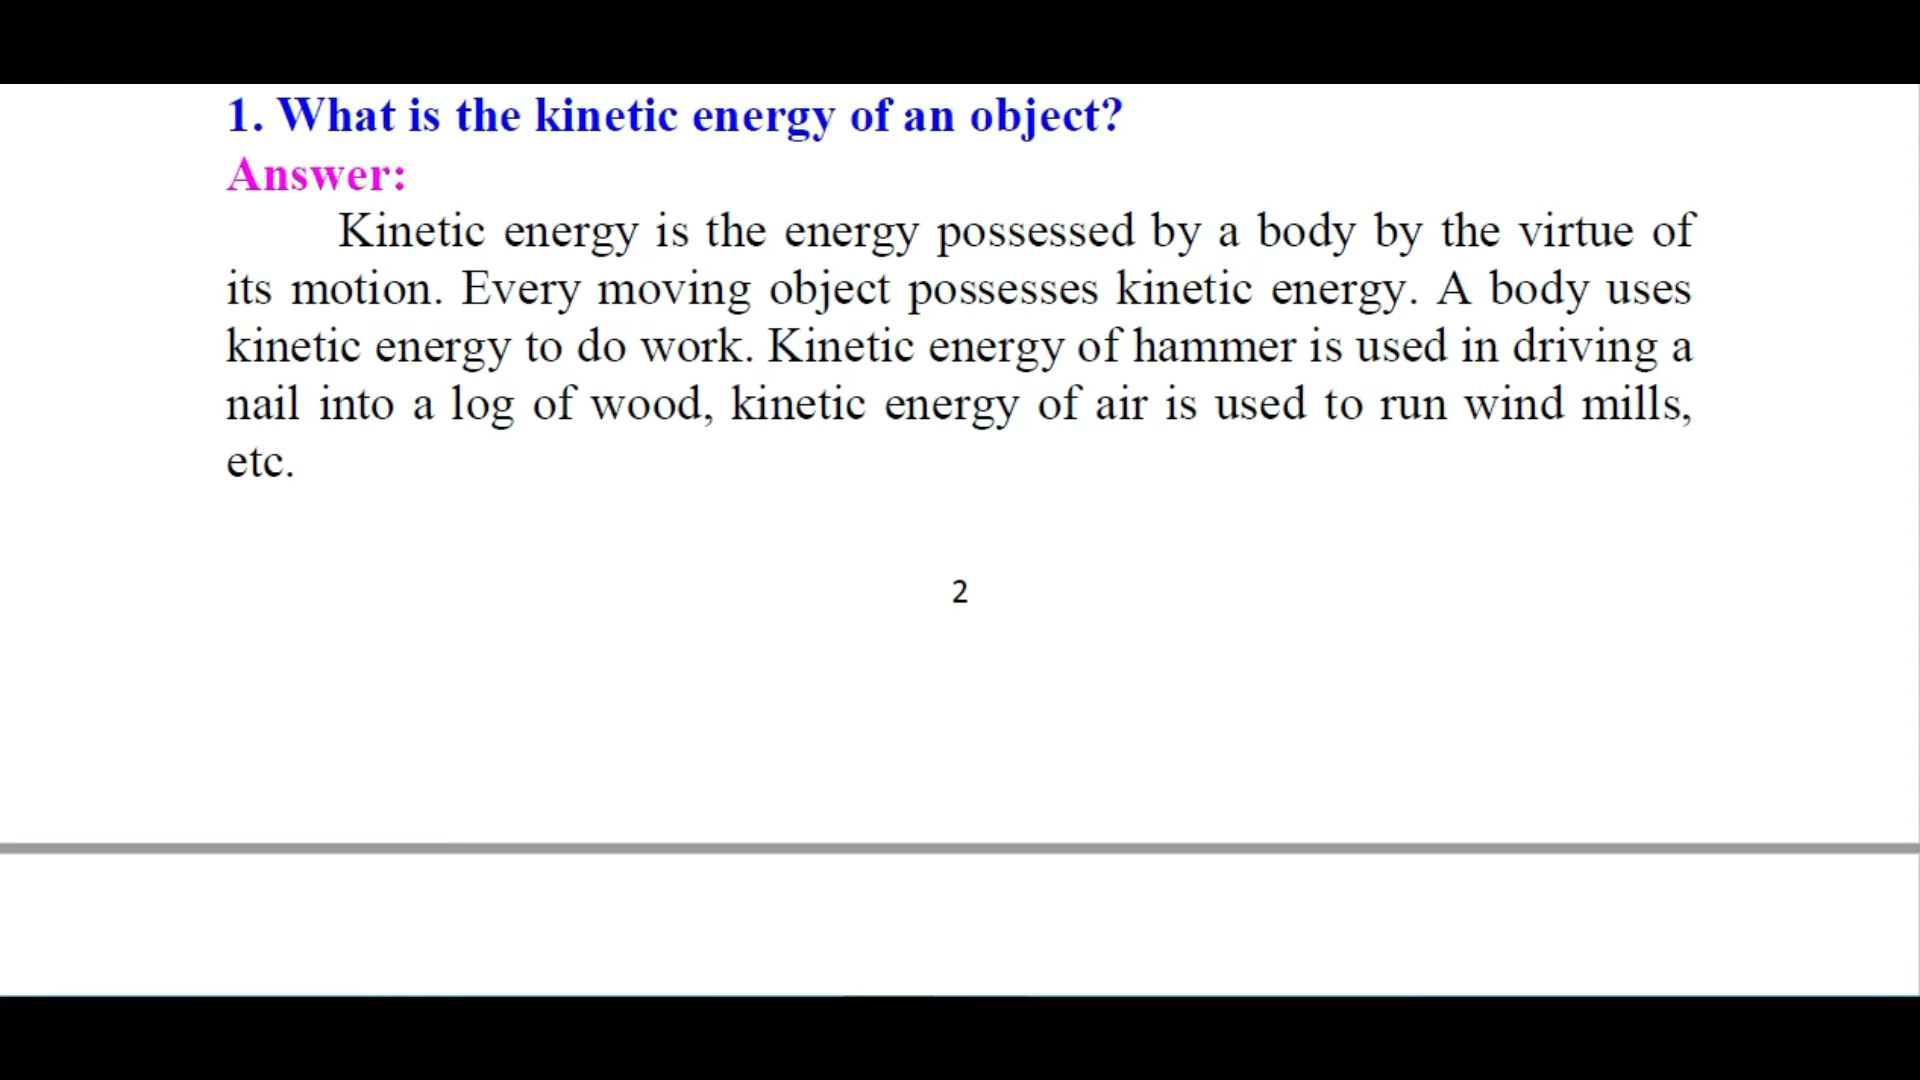 1. What is the kinetic energy of an object?
Answer:
Kinetic energy is the energy possessed by a body by the virtue of
its motion. Every moving object possesses kinetic energy. A body uses
kinetic energy to do work. Kinetic energy of hammer is used in driving a
nail into a log of wood, kinetic energy of air is used to run wind mills,
etc.
2